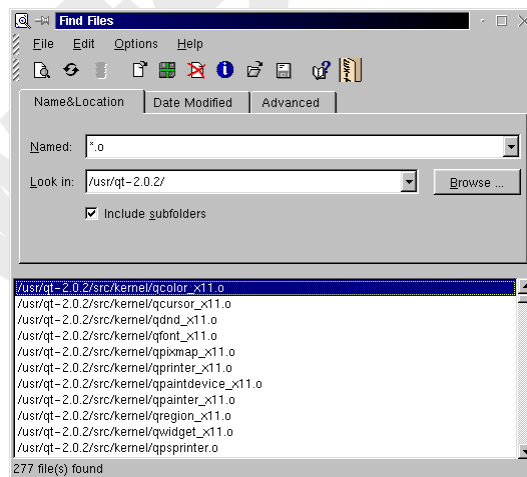 Find Files
File Edit Options Help
Name&Location Date Modified Advanced
Named: *.o
Look in: /usr/qt-2.0.2/ Browse ...
Include subfolders
/usr/qt-2.0.2/src/kernel/qcolor_x11.o
/usr/qt-2.0.2/src/kernel/qcursor_x11.o
/usr/qt-2.0.2/src/kernel/qdnd_x11.o
/usr/qt-2.0.2/src/kernel/qfont_x11.o
/usr/qt-2.0.2/src/kernel/qpixmap_x11.o
/usr/qt-2.0.2/src/kernel/qprinter_x11.o
/usr/qt-2.0.2/src/kernel/qpaintdevice_x11.o
/usr/qt-2.0.2/src/kernel/qpainter_x11.o
/usr/qt-2.0.2/src/kernel/qregion_x11.o
/usr/qt-2.0.2/src/kernel/qwidget_x11.o
/usr/qt-2.0.2/src/kernel/qpsprinter.o
277 file(s) found